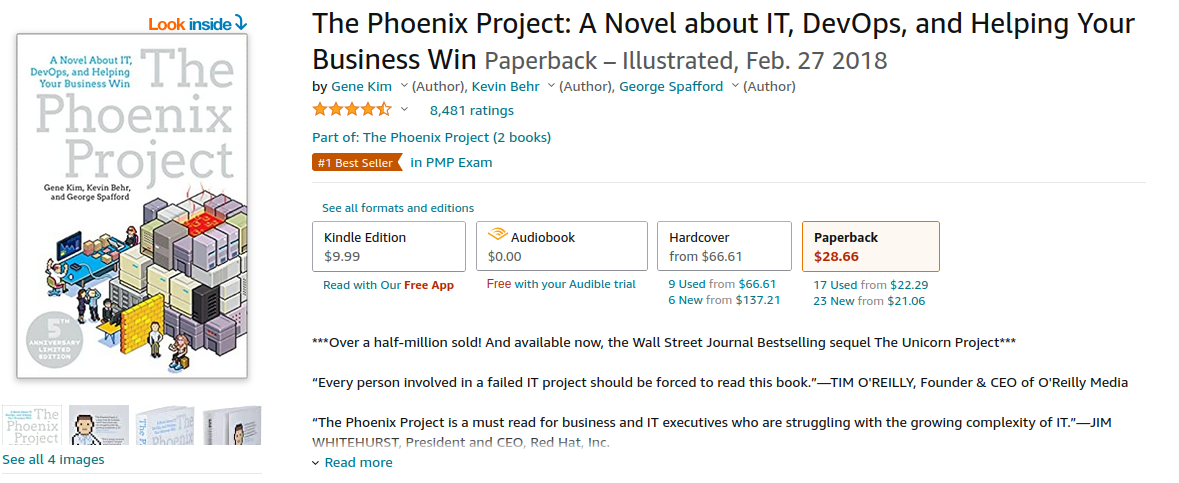 Look inside
A Novel About IT,
DevOps, and Helping
Your Business Win
The
Phoenix
Project
Gene Kim, Kevin Behr,
and George Spafford
5TH
ANNIVERSARY
LIMITED
EDITION
See all 4 images
The Phoenix Project: A Novel about IT, DevOps, and Helping Your
Business Win Paperback – Illustrated, Feb. 27 2018
by Gene Kim (Author), Kevin Behr (Author), George Spafford (Author)
8,481 ratings
Part of: The Phoenix Project (2 books)
#1 Best Seller in PMP Exam
See all formats and editions
Kindle Edition
$9.99
Read with Our Free App
Audiobook
$0.00
Free with your Audible trial
Hardcover
from $66.61
9 Used from $66.61
6 New from $137.21
Paperback
$28.66
17 Used from $22.29
23 New from $21.06
***Over a half-million sold! And available now, the Wall Street Journal Bestselling sequel The Unicorn Project***
“Every person involved in a failed IT project should be forced to read this book.”—TIM O'REILLY, Founder & CEO of O'Reilly Media
“The Phoenix Project is a must read for business and IT executives who are struggling with the growing complexity of IT.”—JIM
WHITEHURST, President and CEO, Red Hat, Inc.
Read more